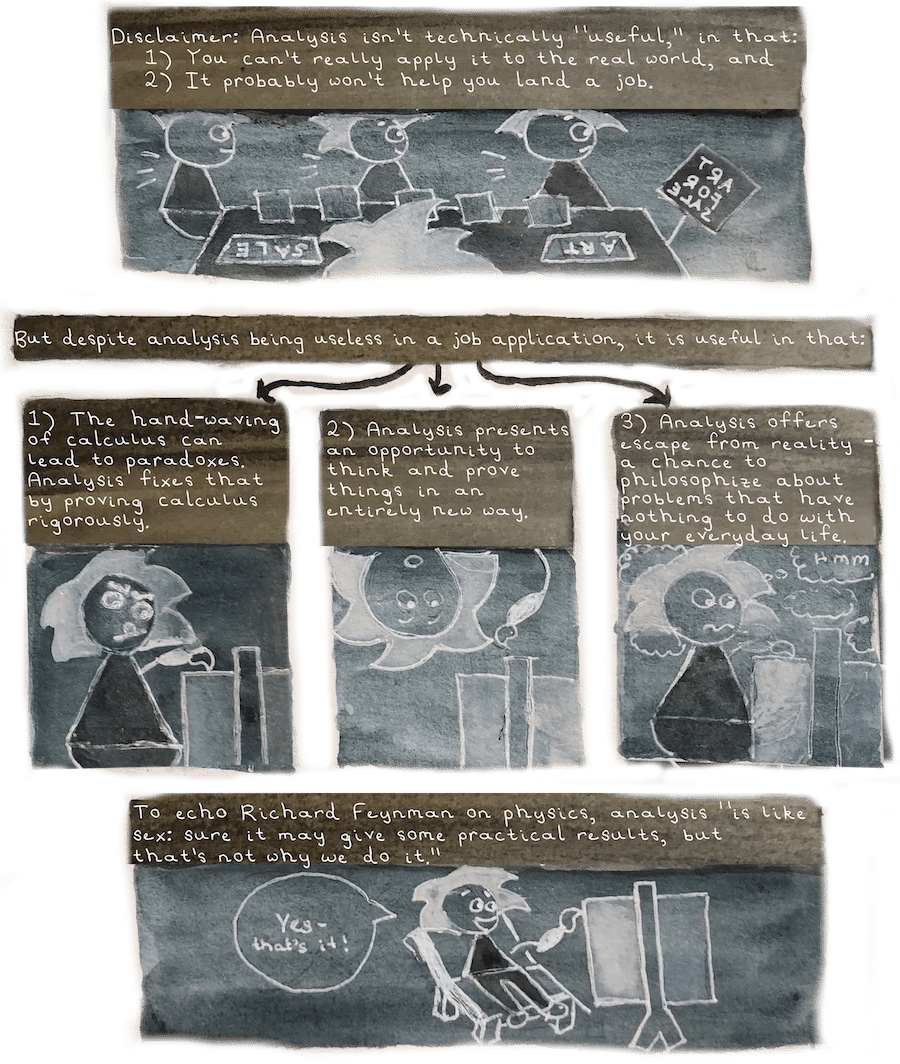 Disclaimer: Analysis isn't technically "useful," in that:
1) You can't really apply it to the real world, and
2) It probably won't help you land a job.
ART
FORE
SALE
SALE
ART
But despite analysis being useless in a job application, it is useful in that:
1) The hand-waving
of calculus can
lead to paradoxes.
Analysis fixes that
by proving calculus
rigorously.
2) Analysis presents
an opportunity to
think and prove
things in an
entirely new way.
3) Analysis offers
escape from reality -
a chance to
philosophize about
problems that have
nothing to do with
your everyday life.
HMM
To echo Richard Feynman on physics, analysis "is like
sex: sure it may give some practical results, but
that's not why we do it."
Yes-
that's it!